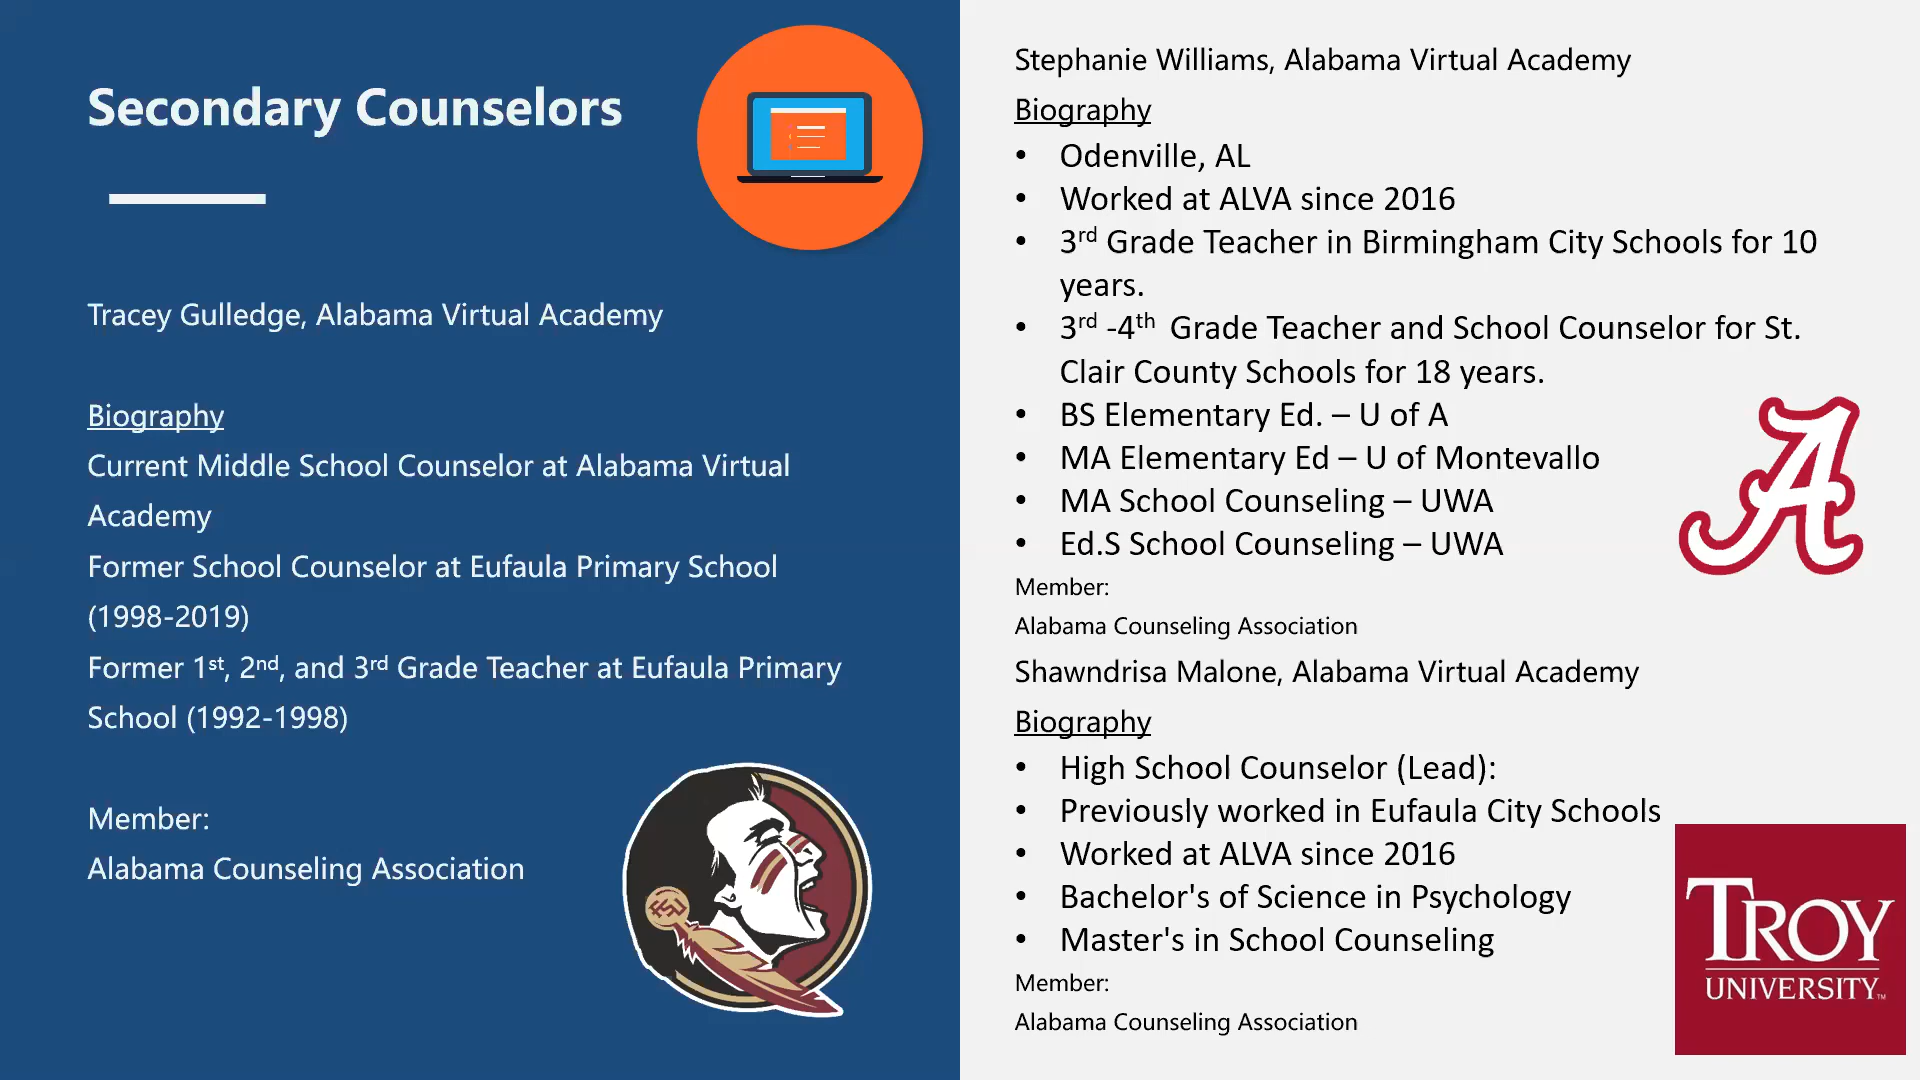 Secondary Counselors
Tracey Gulledge, Alabama Virtual Academy
Biography
Current Middle School Counselor at Alabama Virtual
Academy
Former School Counselor at Eufaula Primary School
(1998-2019)
Former 1st, 2nd, and 3rd Grade Teacher at Eufaula Primary
School (1992-1998)
Member:
Alabama Counseling Association
FSU
Stephanie Williams, Alabama Virtual Academy
Biography
• Odenville, AL
• Worked at ALVA since 2016
• 3rd Grade Teacher in Birmingham City Schools for 10
years.
• 3rd -4th Grade Teacher and School Counselor for St.
Clair County Schools for 18 years.
• BS Elementary Ed. – U of A
• MA Elementary Ed – U of Montevallo
• MA School Counseling – UWA
• Ed.S School Counseling – UWA
Member:
Alabama Counseling Association
A
Shawndrisa Malone, Alabama Virtual Academy
Biography
• High School Counselor (Lead):
• Previously worked in Eufaula City Schools
• Worked at ALVA since 2016
• Bachelor's of Science in Psychology
• Master's in School Counseling
Member:
Alabama Counseling Association
TROY
UNIVERSITY™